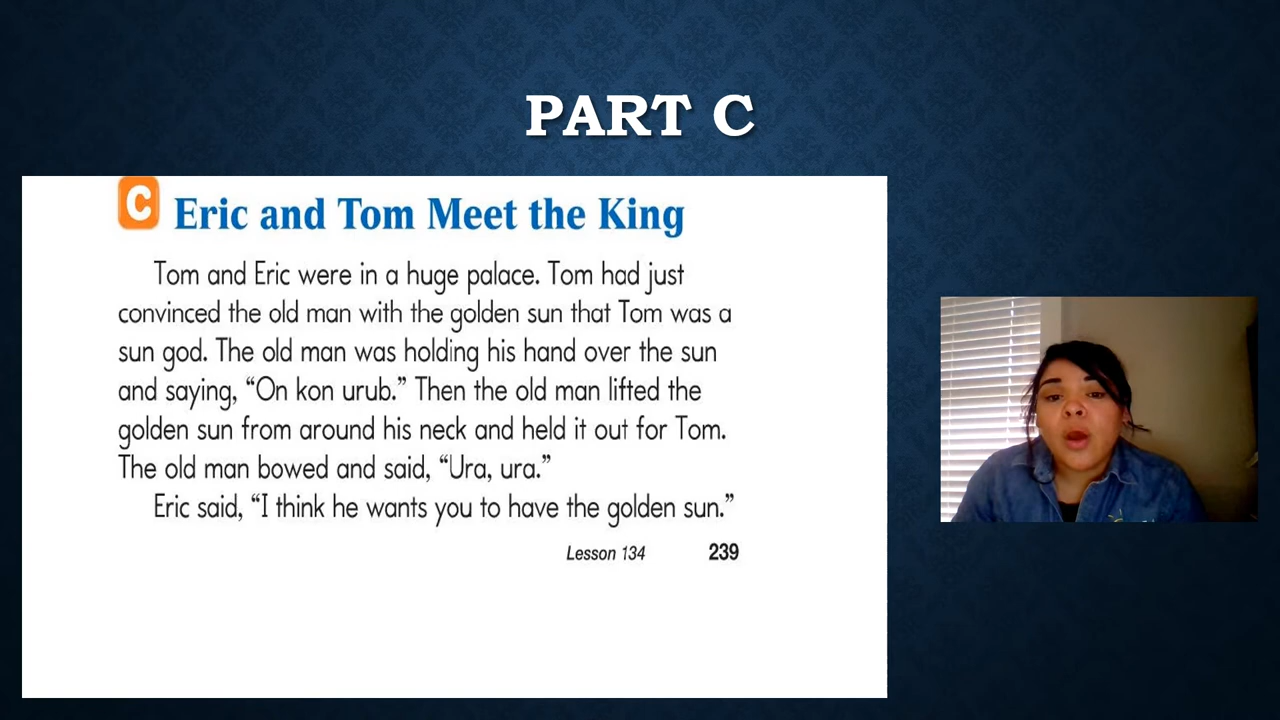 PART C
C Eric and Tom Meet the King
Tom and Eric were in a huge palace. Tom had just
convinced the old man with the golden sun that Tom was a
sun god. The old man was holding his hand over the sun
and saying, “On kon urub.” Then the old man lifted the
golden sun from around his neck and held it out for Tom.
The old man bowed and said, “Ura, ura.”
Eric said, “I think he wants you to have the golden sun.”
Lesson 134 239